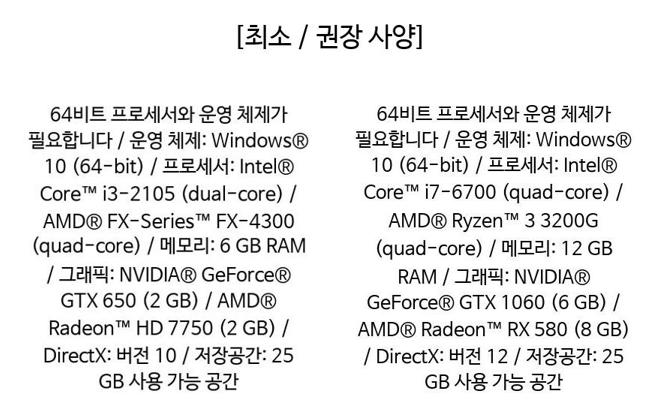 [최소 / 권장 사양]
64비트 프로세서와 운영 체제가
필요합니다 / 운영 체제: Windows®
10 (64-bit) / 프로세서: Intel®
Core™ i3-2105 (dual-core) /
AMD® FX-Series™ FX-4300
(quad-core) / 메모리: 6 GB RAM
/ 그래픽: NVIDIA® GeForce®
GTX 650 (2 GB) / AMD®
Radeon™ HD 7750 (2 GB) /
DirectX: 버전 10 / 저장공간: 25
GB 사용 가능 공간
64비트 프로세서와 운영 체제가
필요합니다 / 운영 체제: Windows®
10 (64-bit) / 프로세서: Intel®
Core™ i7-6700 (quad-core) /
AMD® Ryzen™ 3 3200G
(quad-core) / 메모리: 12 GB
RAM / 그래픽: NVIDIA®
GeForce® GTX 1060 (6 GB) /
AMD® Radeon™ RX 580 (8 GB)
/ DirectX: 버전 12 / 저장공간: 25
GB 사용 가능 공간